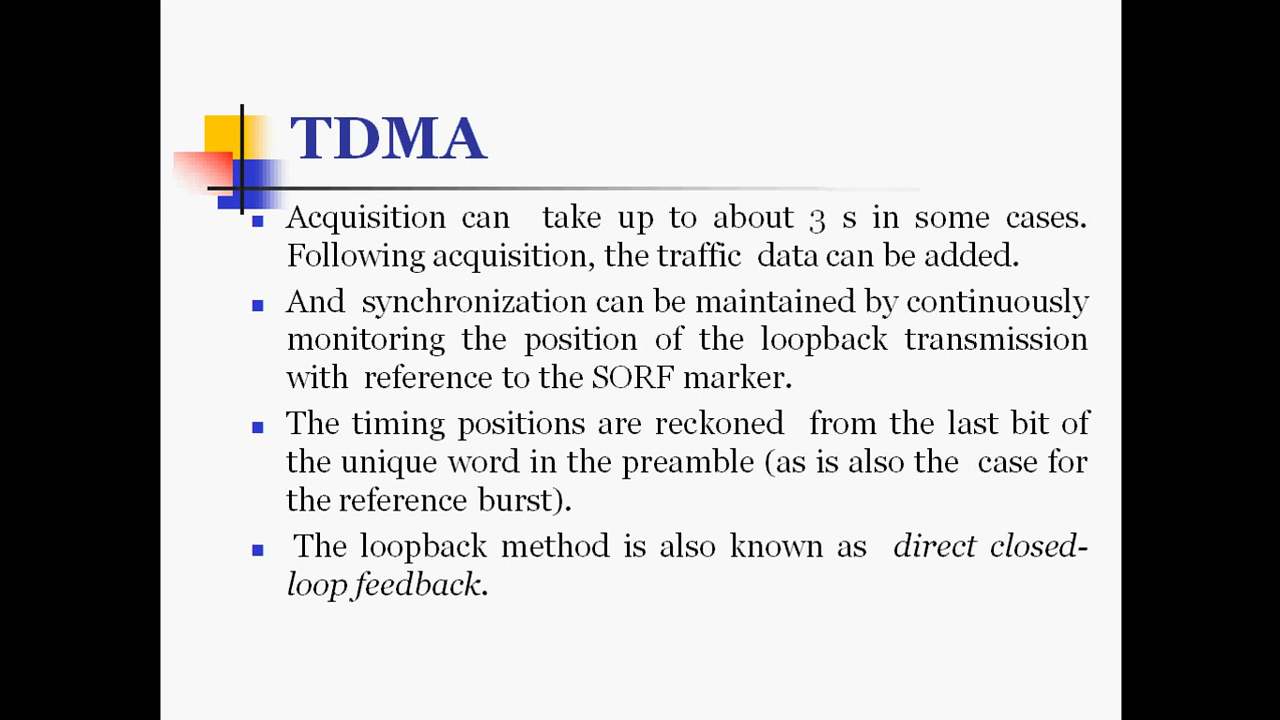 TDMA
Acquisition can take up to about 3 s in some cases.
Following acquisition, the traffic data can be added.
And synchronization can be maintained by continuously
monitoring the position of the loopback transmission
with reference to the SORF marker.
The timing positions are reckoned from the last bit of
the unique word in the preamble (as is also the case for
the reference burst).
The loopback method is also known as direct closed-
loop feedback.